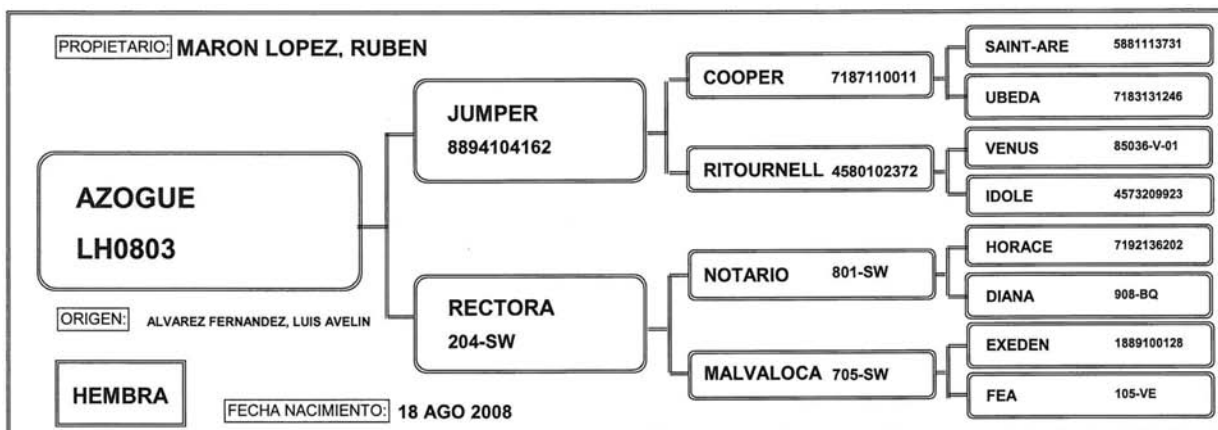 PROPIETARIO: MARON LOPEZ, RUBEN
AZOGUE
LH0803
ORIGEN: ALVAREZ FERNANDEZ, LUIS AVELIN
HEMBRA
FECHA NACIMIENTO: 18 AGO 2008
JUMPER
8894104162
RECTORA
204-SW
COOPER 7187110011
RITOURNELL 4580102372
NOTARIO 801-SW
MALVALOCA 705-SW
SAINT-ARE 5881113731
UBEDA 7183131246
VENUS 85036-V-01
IDOLE 4573209923
HORACE 7192136202
DIANA 908-BQ
EXEDEN 1889100128
FEA 105-VE